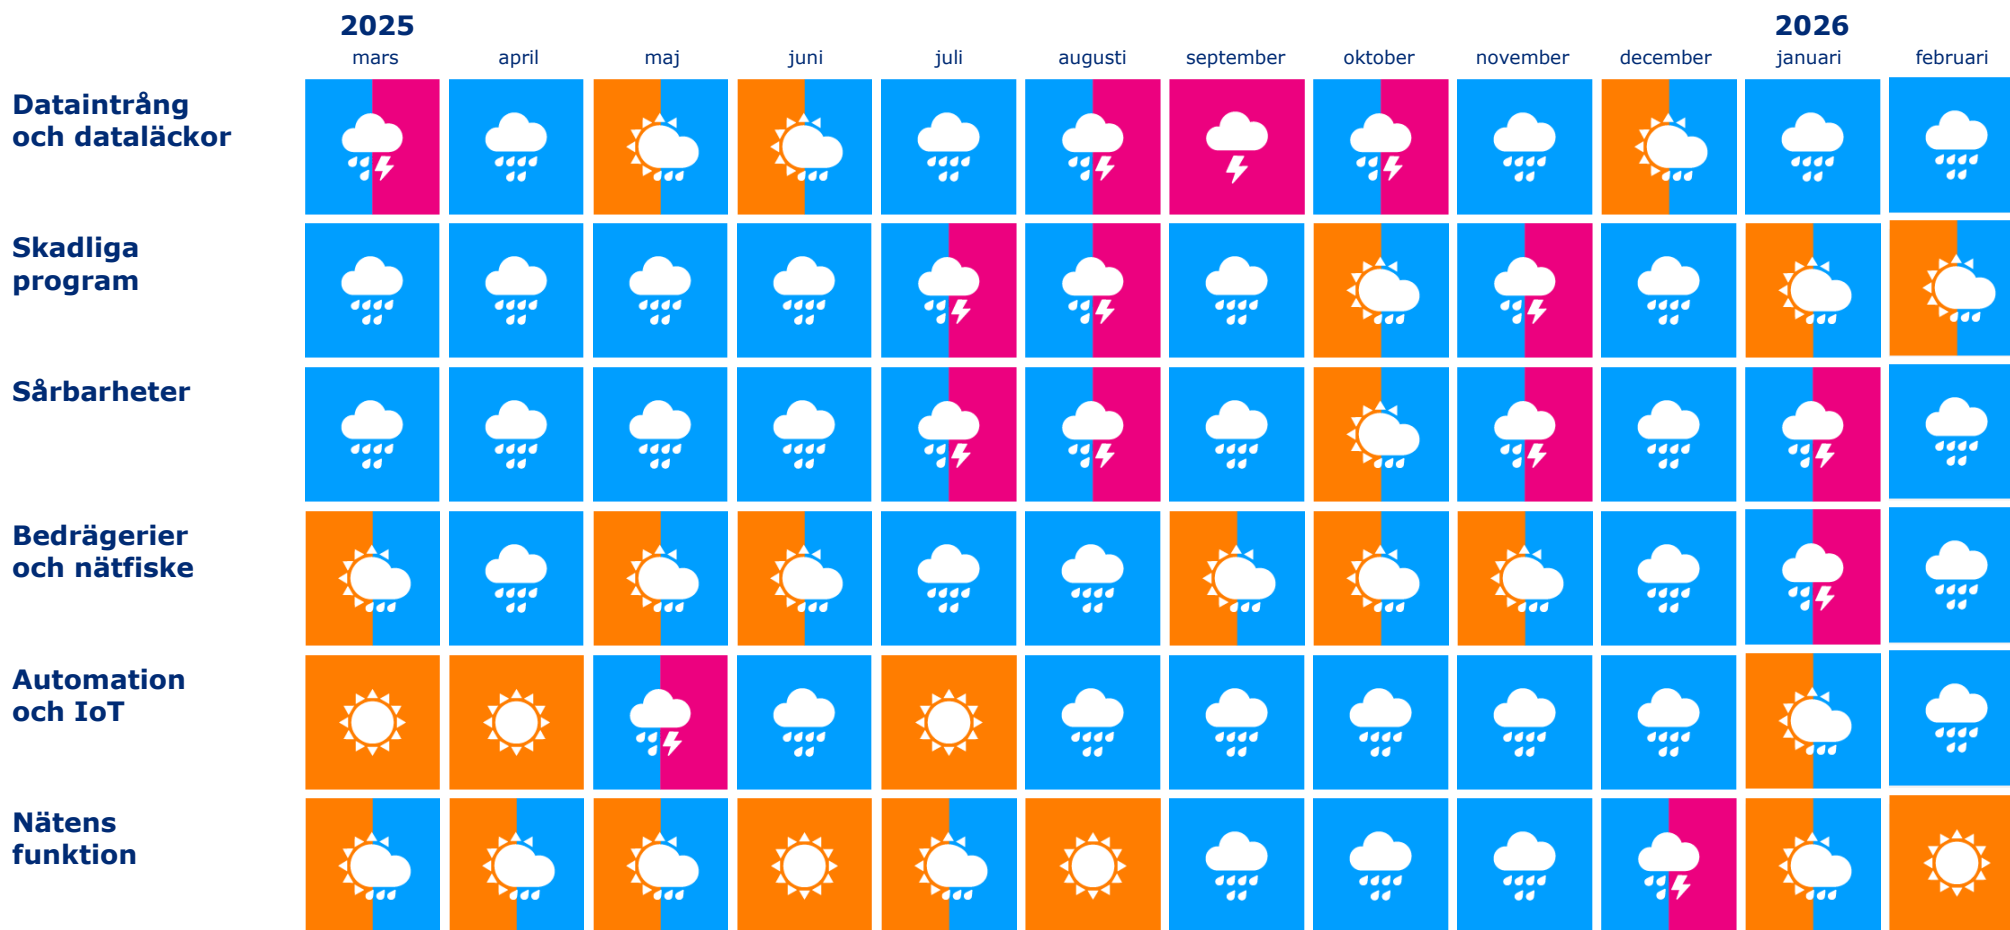 2025 2026
mars april maj juni juli augusti september oktober november december januari februari
Dataintrång
och dataläckor
Skadliga
program
Sårbarheter
Bedrägerier
och nätfiske
Automation
och IoT
Nätens
funktion